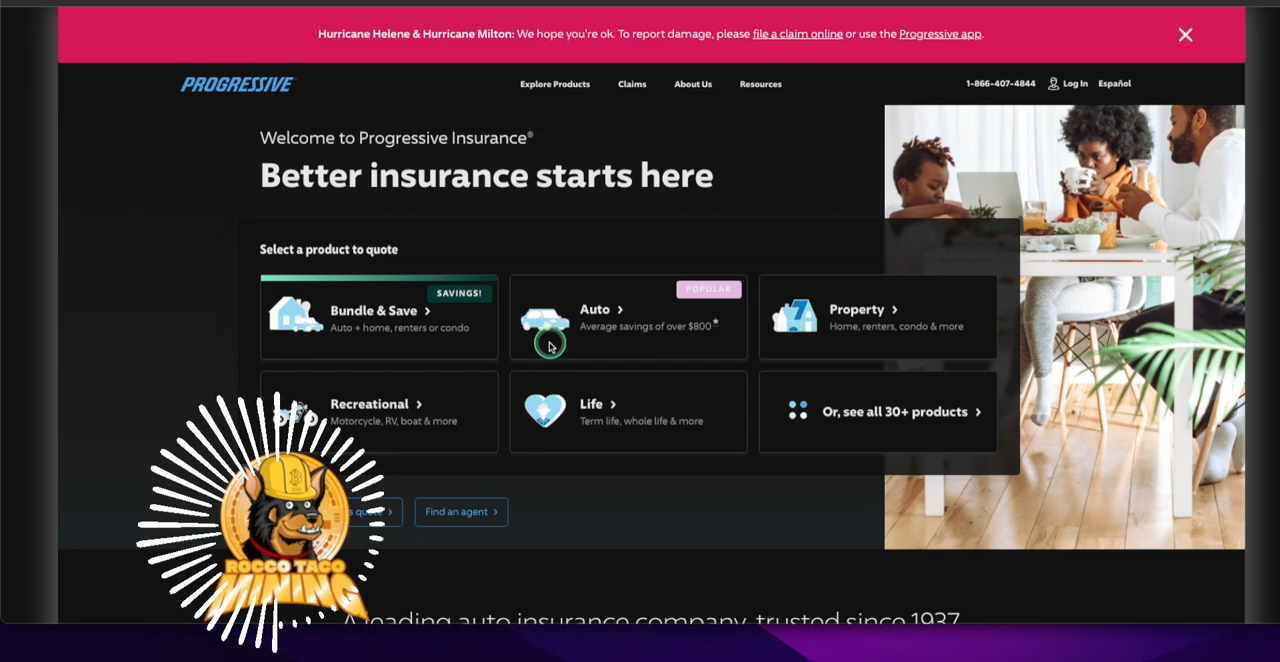 Hurricane Helene & Hurricane Milton: We hope you're ok. To report damage, please file a claim online or use the Progressive app.
PROGRESSIVE
Explore Products
Claims
About Us
Resources
1-866-407-4844
Log In
Español
Welcome to Progressive Insurance®
Better insurance starts here
Select a product to quote
SAVINGS!
Bundle & Save
Auto + home, renters or condo
POPULAR
Auto
Average savings of over $800*
Property
Home, renters, condo & more
Recreational
Motorcycle, RV, boat & more
Life
Term life, whole life & more
Or, see all 30+ products
Find an agent
ROCCO TACO
MINING
A leading auto insurance company, trusted since 1937